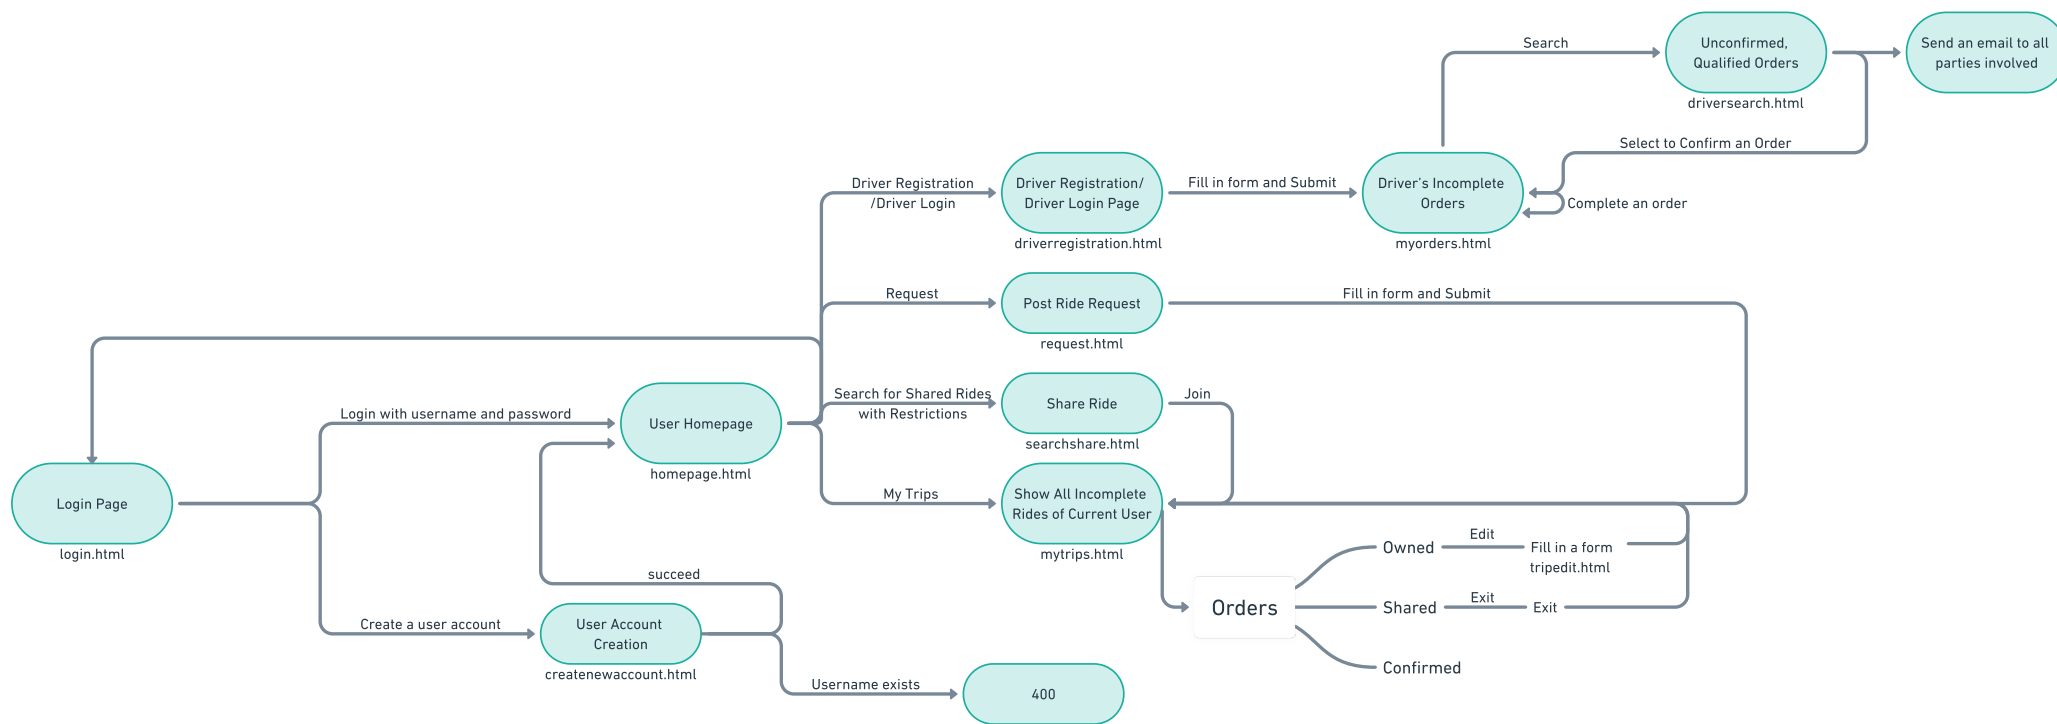 Search
Unconfirmed,
Qualified Orders
driversearch.html
Send an email to all
parties involved
Select to Confirm an Order
Driver Registration
/Driver Login
Driver Registration/
Driver Login Page
driverregistration.html
Fill in form and Submit
Driver's Incomplete
Orders
myorders.html
Complete an order
Request
Post Ride Request
request.html
Fill in form and Submit
Search for Shared Rides
with Restrictions
Share Ride
searchshare.html
Join
Login with username and password
User Homepage
homepage.html
Login Page
login.html
My Trips
Show All Incomplete
Rides of Current User
mytrips.html
Orders
Owned
Edit
Fill in a form
tripedit.html
Shared
Exit
Exit
Confirmed
succeed
Create a user account
User Account
Creation
createnewaccount.html
Username exists
400